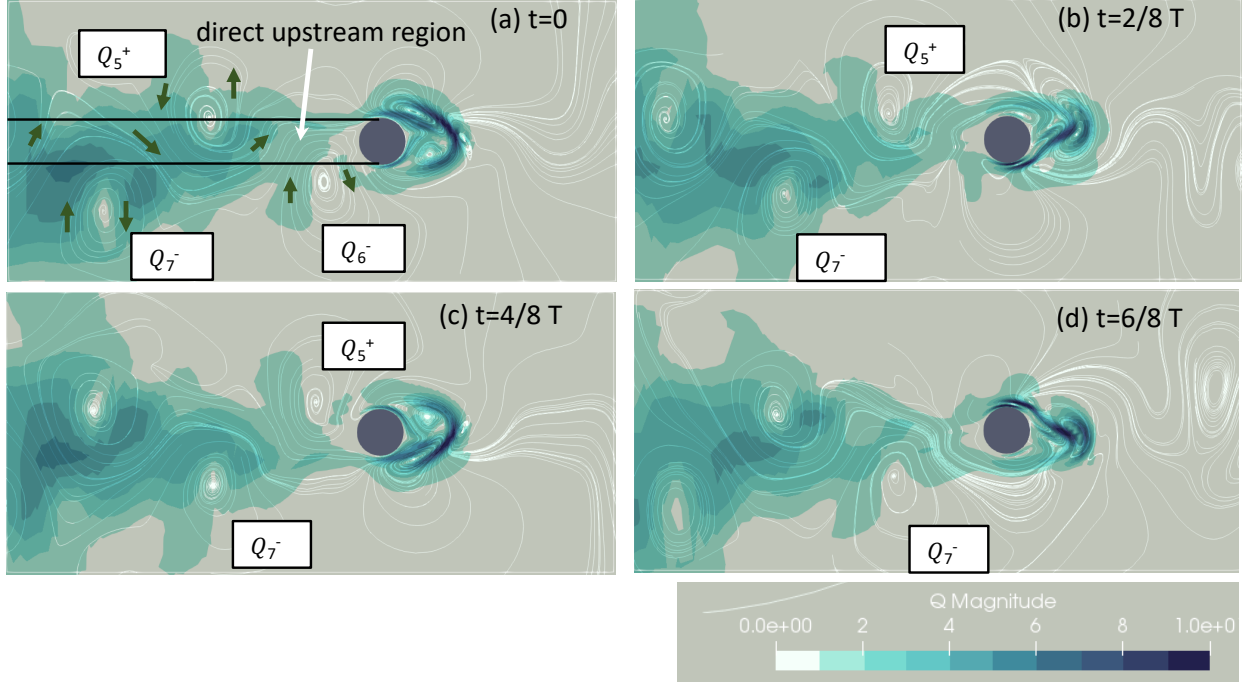 (a) t=0
direct upstream region
Q₅⁺
Q₇⁻
Q₆⁻
(b) t=2/8 T
Q₅⁺
Q₇⁻
(c) t=4/8 T
Q₅⁺
Q₇⁻
(d) t=6/8 T
Q₇⁻
Q Magnitude
0.0e+00 2 4 6 8 1.0e+0